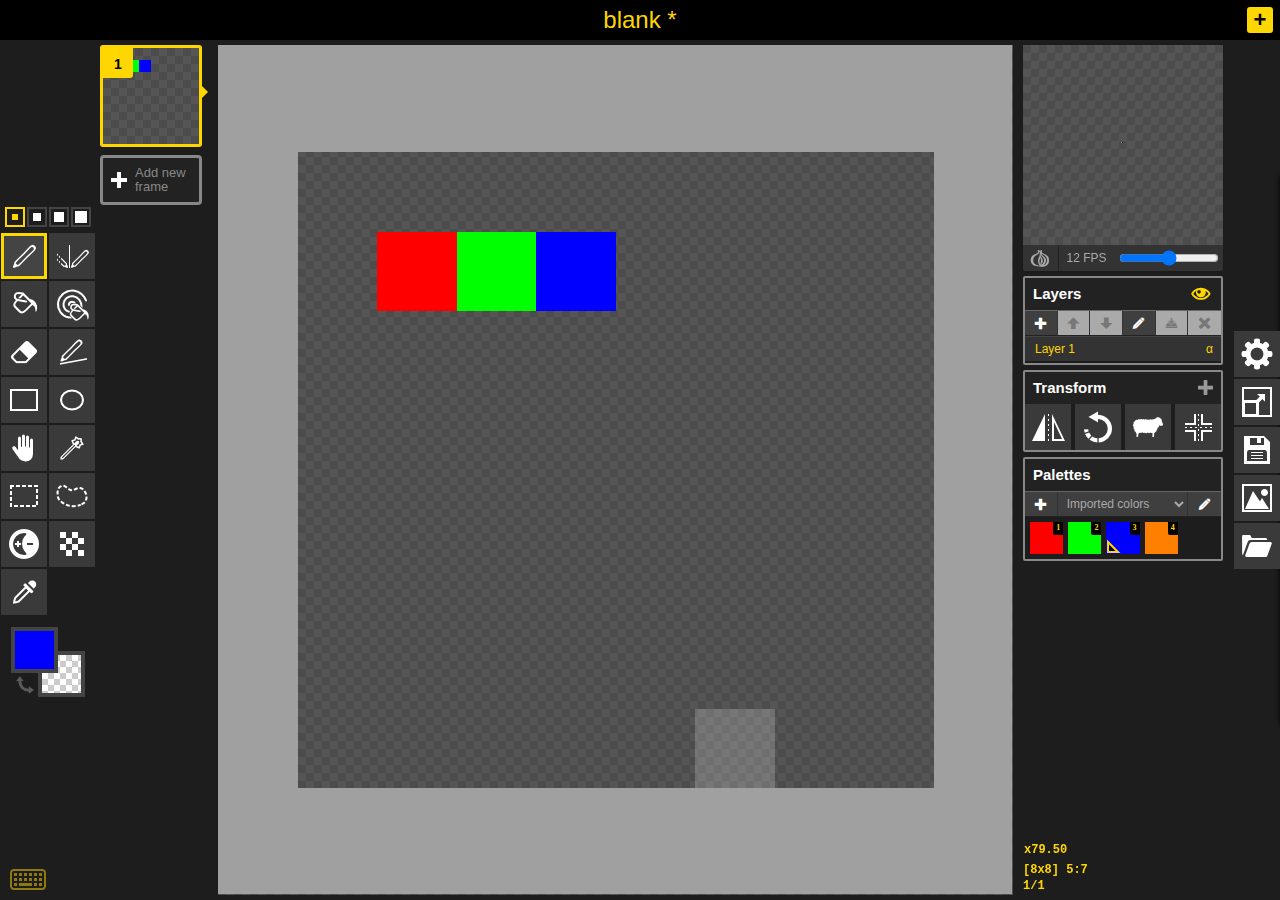 blank *
+
1
Add new
frame
12 FPS
Layers
Layer 1
α
Transform
Palettes
Imported colors
1 2 3 4
x79.50
[8x8] 5:7
1/1